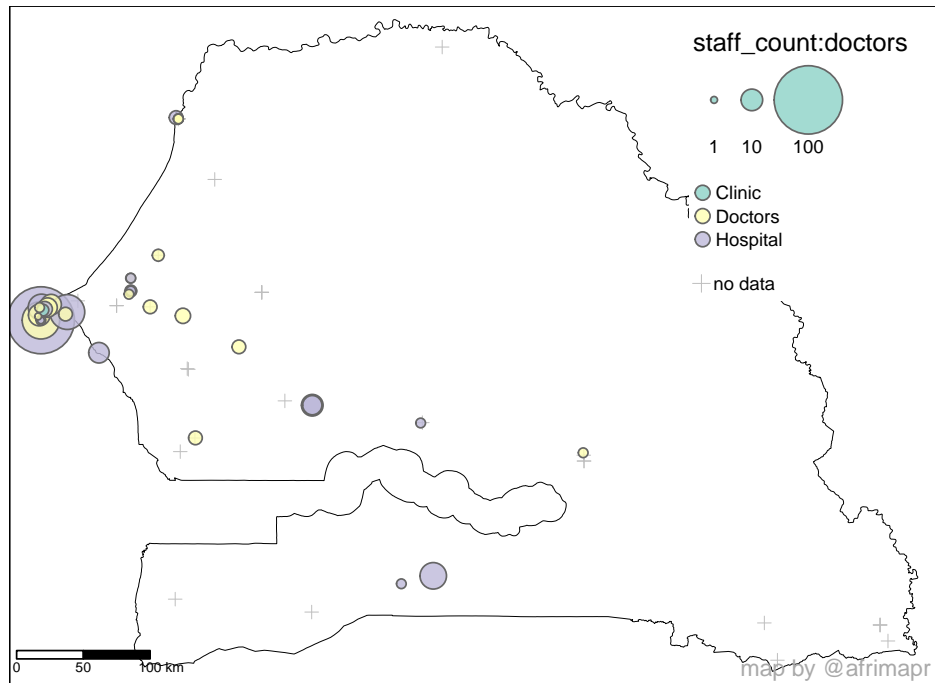 staff_count:doctors
1 10 100
Clinic
Doctors
Hospital
no data
0 50 100 km
map by @afrimapr